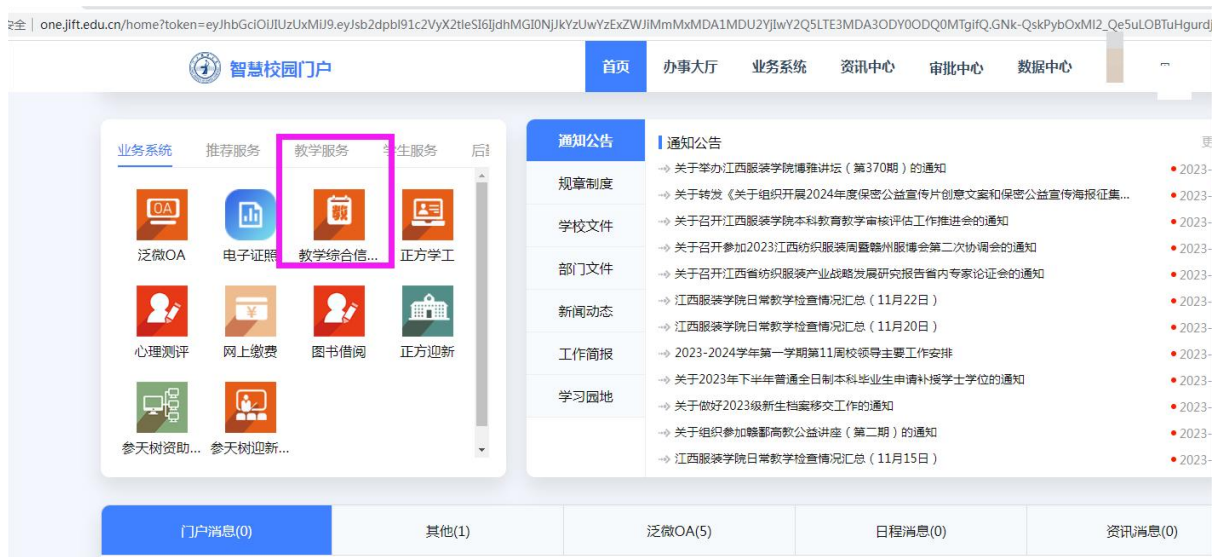 安全 | one.jift.edu.cn/home?token=
智慧校园门户
首页 办事大厅 业务系统 资讯中心 审批中心 数据中心
业务系统 推荐服务 教学服务 学生服务
泛微OA 电子证照 教学综合信... 正方学工
心理测评 网上缴费 图书借阅 正方迎新
参天树资助... 参天树迎新...
通知公告
规章制度
学校文件
部门文件
新闻动态
工作简报
学习园地
通知公告
关于举办江西服装学院博雅讲坛(第370期)的通知 2023-
关于转发《关于组织开展2024年度保密公益宣传片创意文案和保密公益宣传海报征集... 2023-
关于召开江西服装学院本科教育教学审核评估工作推进会的通知 2023-
关于召开参加2023江西纺织服装周暨赣州服博会第二次协调会的通知 2023-
关于召开江西省纺织服装产业战略发展研究报告省内专家论证会的通知 2023-
江西服装学院日常教学检查情况汇总(11月22日) 2023-
江西服装学院日常教学检查情况汇总(11月20日) 2023-
2023-2024学年第一学期第11周校领导主要工作安排 2023-
关于2023年下半年普通全日制本科毕业生申请补授学士学位的通知 2023-
关于做好2023级新生档案移交工作的通知 2023-
关于组织参加赣鄱高教公益讲座(第二期)的通知 2023-
江西服装学院日常教学检查情况汇总(11月15日) 2023-
门户消息(0) 其他(1) 泛微OA(5) 日程消息(0) 资讯消息(0)